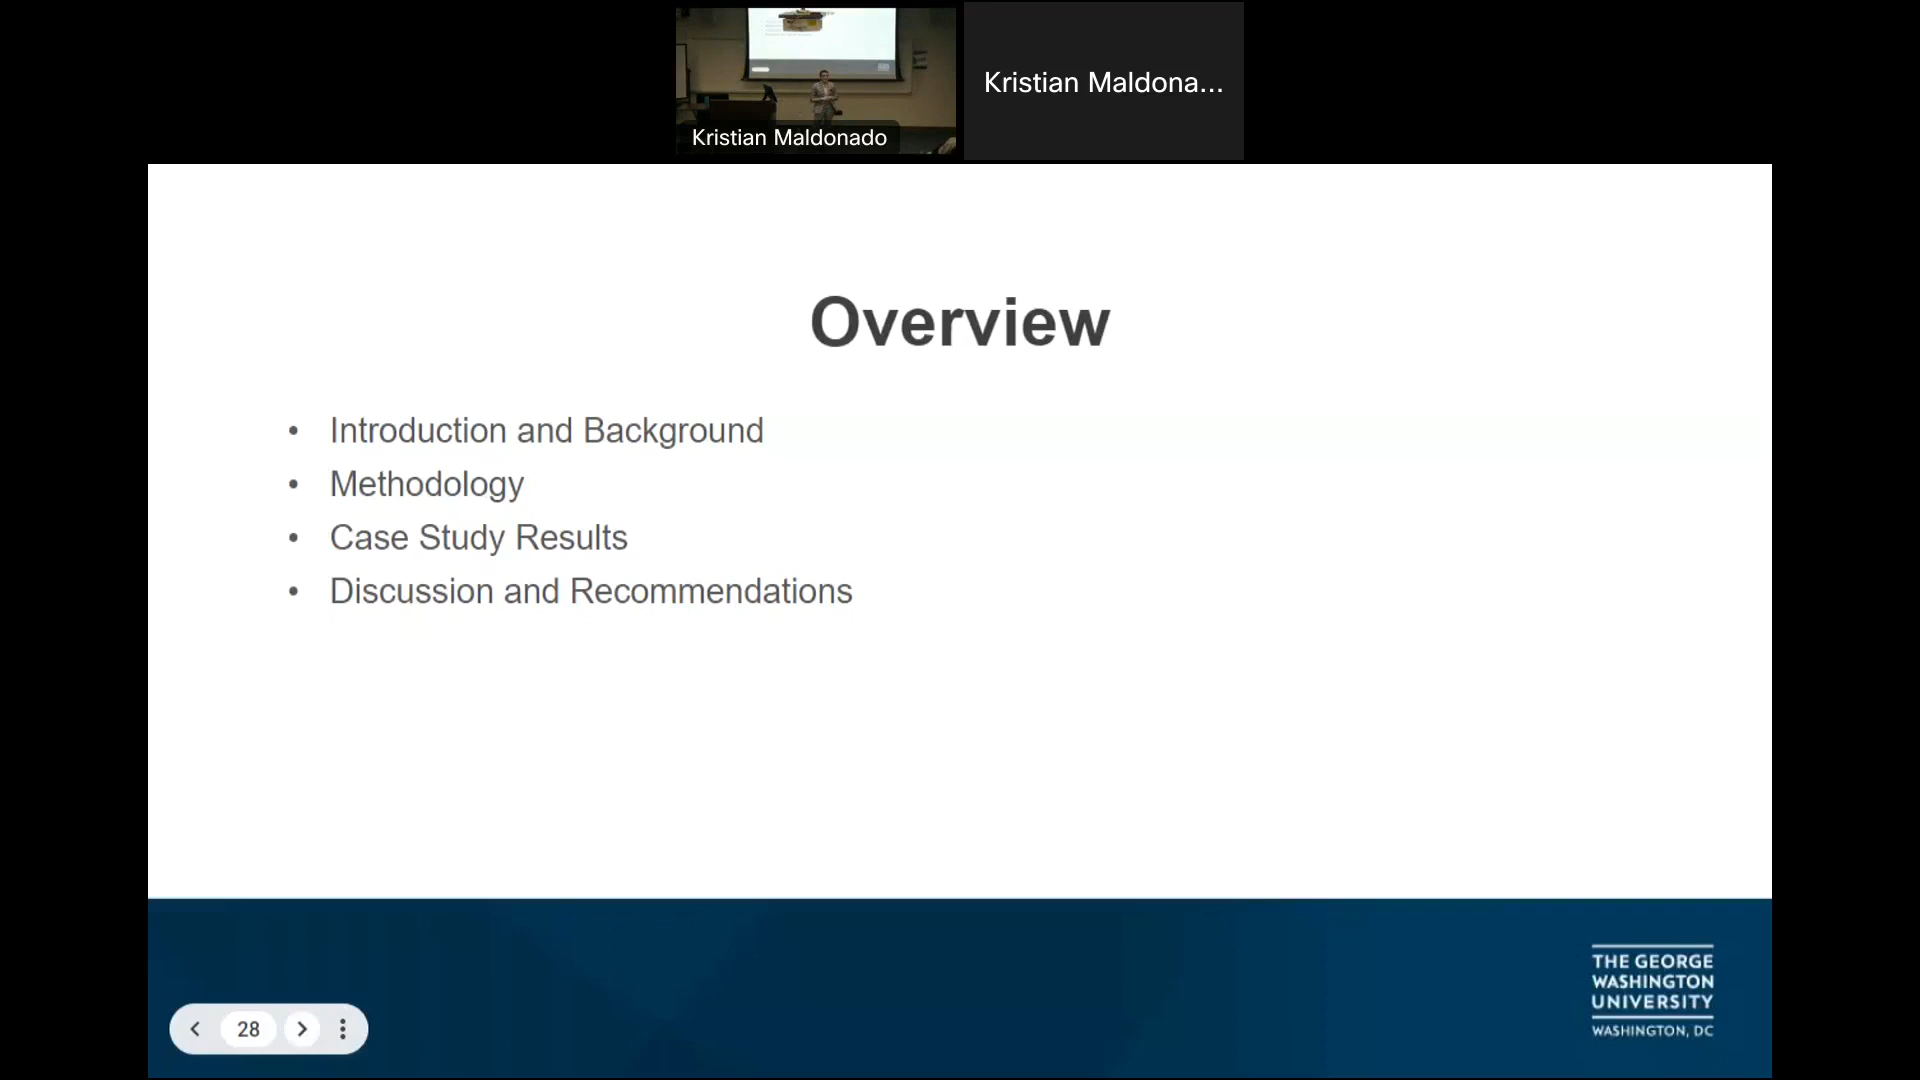 Kristian Maldonado
Kristian Maldona...
Overview
• Introduction and Background
• Methodology
• Case Study Results
• Discussion and Recommendations
28
THE GEORGE
WASHINGTON
UNIVERSITY
WASHINGTON, DC